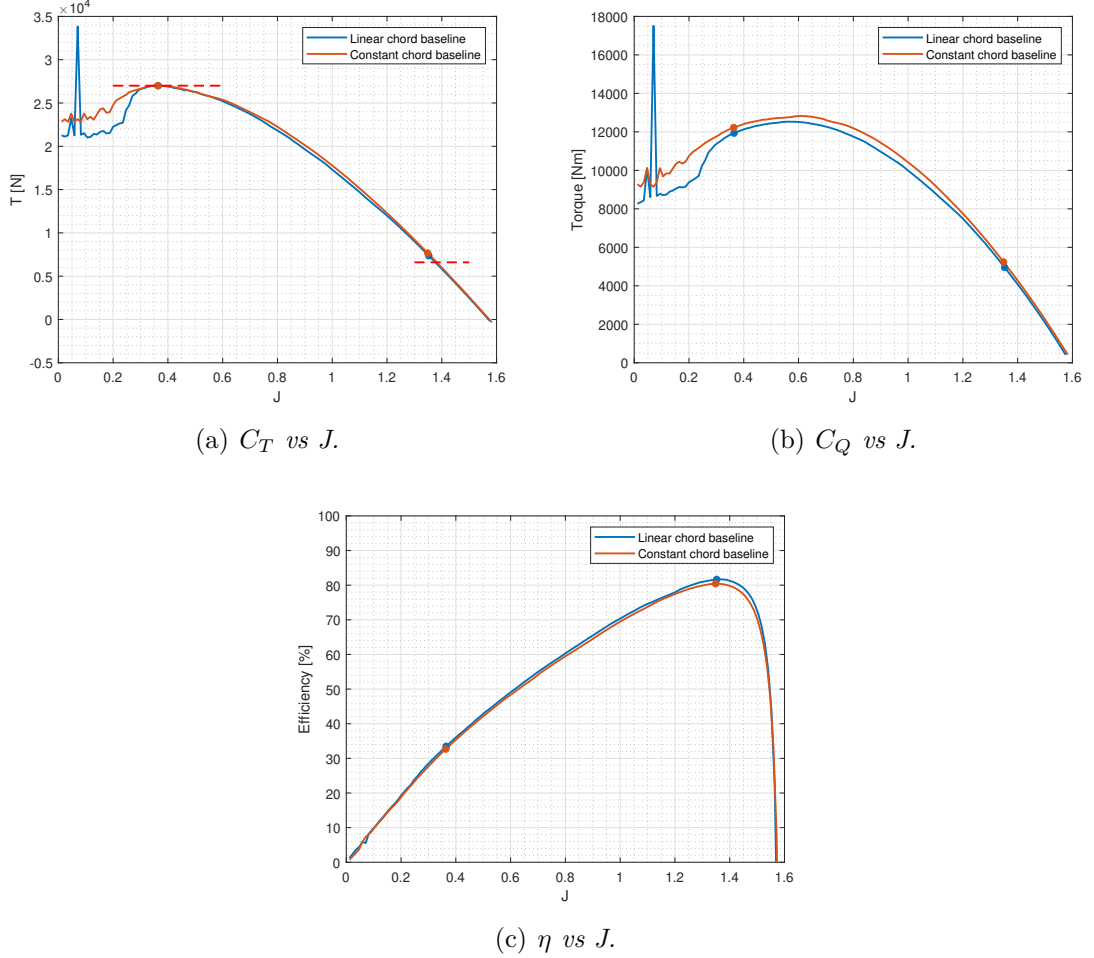 ×10⁴
3.5
3
2.5
2
1.5
1
0.5
0
-0.5
T [N]
0 0.2 0.4 0.6 0.8 1 1.2 1.4 1.6
J
Linear chord baseline
Constant chord baseline
(a) C_T vs J.
18000
16000
14000
12000
10000
8000
6000
4000
2000
0
Torque [Nm]
0 0.2 0.4 0.6 0.8 1 1.2 1.4 1.6
J
Linear chord baseline
Constant chord baseline
(b) C_Q vs J.
100
90
80
70
60
50
40
30
20
10
0
Efficiency [%]
0 0.2 0.4 0.6 0.8 1 1.2 1.4 1.6
J
Linear chord baseline
Constant chord baseline
(c) η vs J.